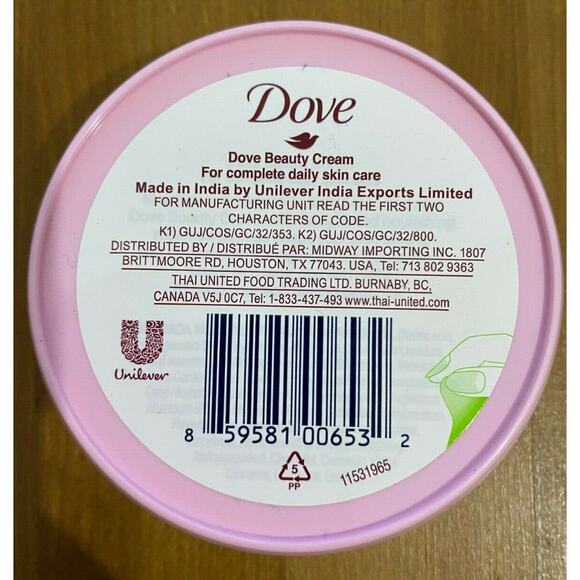 Dove
Dove Beauty Cream
For complete daily skin care
Made in India by Unilever India Exports Limited
FOR MANUFACTURING UNIT READ THE FIRST TWO
CHARACTERS OF CODE.
K1) GUJ/COS/GC/32/353. K2) GUJ/COS/GC/32/800.
DISTRIBUTED BY / DISTRIBUÉ PAR: MIDWAY IMPORTING INC. 1807
BRITTMOORE RD, HOUSTON, TX 77043. USA, Tel: 713 802 9363
THAI UNITED FOOD TRADING LTD. BURNABY, BC,
CANADA V5J 0C7, Tel: 1-833-437-493 www.thai-united.com
Unilever
8 59581 00653 2
5
PP
11531965